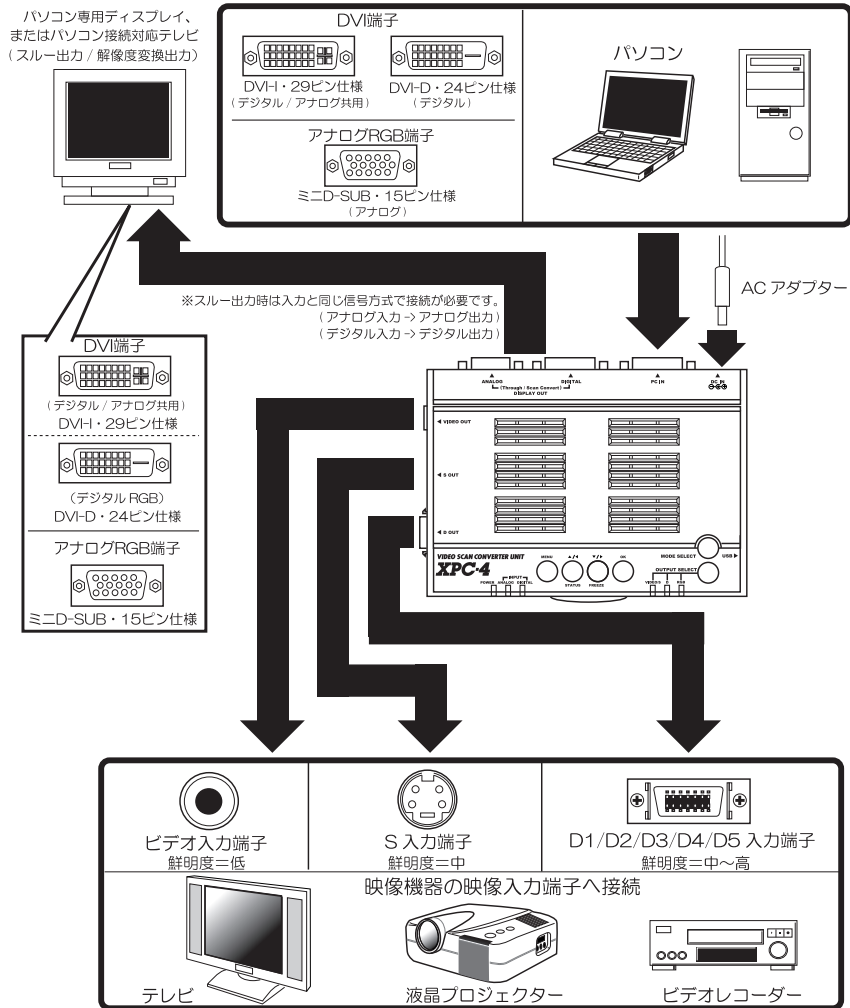 パソコン専用ディスプレイ、
またはパソコン接続対応テレビ
(スルー出力 / 解像度変換出力)
DVI端子
DVI-I・29ピン仕様
(デジタル / アナログ共用)
DVI-D・24ピン仕様
(デジタル)
アナログRGB端子
ミニD-SUB・15ピン仕様
(アナログ)
パソコン
AC アダプター
※スルー出力時は入力と同じ信号方式で接続が必要です。
(アナログ入力 -> アナログ出力)
(デジタル入力 -> デジタル出力)
DVI端子
(デジタル / アナログ共用)
DVI-I・29ピン仕様
(デジタル RGB)
DVI-D・24ピン仕様
アナログRGB端子
ミニD-SUB・15ピン仕様
ANALOG
DIGITAL
(Through / Scan Convert)
DISPLAY OUT
PC IN
DC IN
◀ VIDEO OUT
◀ S OUT
◀ D OUT
VIDEO SCAN CONVERTER UNIT
XPC-4
INPUT
POWER ANALOG DIGITAL
MENU
▲/◀
▼/▶
OK
STATUS
FREEZE
MODE SELECT
USB ▶
OUTPUT SELECT
VIDEO/S
D
RGB
ビデオ入力端子
鮮明度＝低
S 入力端子
鮮明度＝中
D1/D2/D3/D4/D5 入力端子
鮮明度＝中～高
映像機器の映像入力端子へ接続
テレビ
液晶プロジェクター
ビデオレコーダー